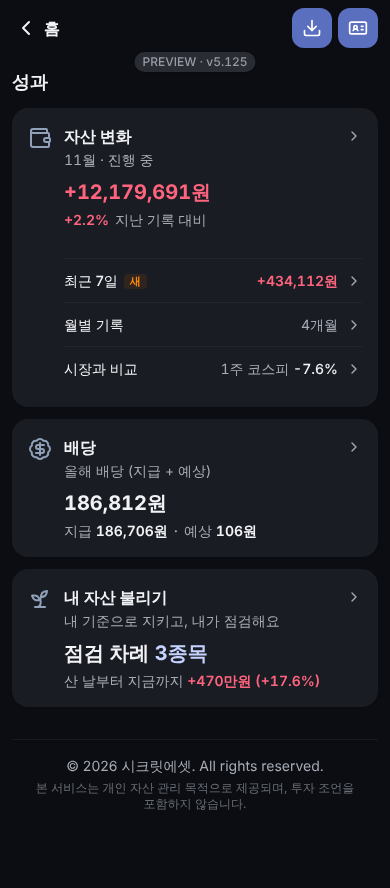 홈
PREVIEW · v5.125
성과
자산 변화
11월 · 진행 중
+12,179,691원
+2.2% 지난 기록 대비
최근 7일 새 +434,112원
월별 기록 4개월
시장과 비교 1주 코스피 -7.6%
배당
올해 배당 (지급 + 예상)
186,812원
지급 186,706원 · 예상 106원
내 자산 불리기
내 기준으로 지키고, 내가 점검해요
점검 차례 3종목
산 날부터 지금까지 +470만원 (+17.6%)
© 2026 시크릿에셋. All rights reserved.
본 서비스는 개인 자산 관리 목적으로 제공되며, 투자 조언을
포함하지 않습니다.